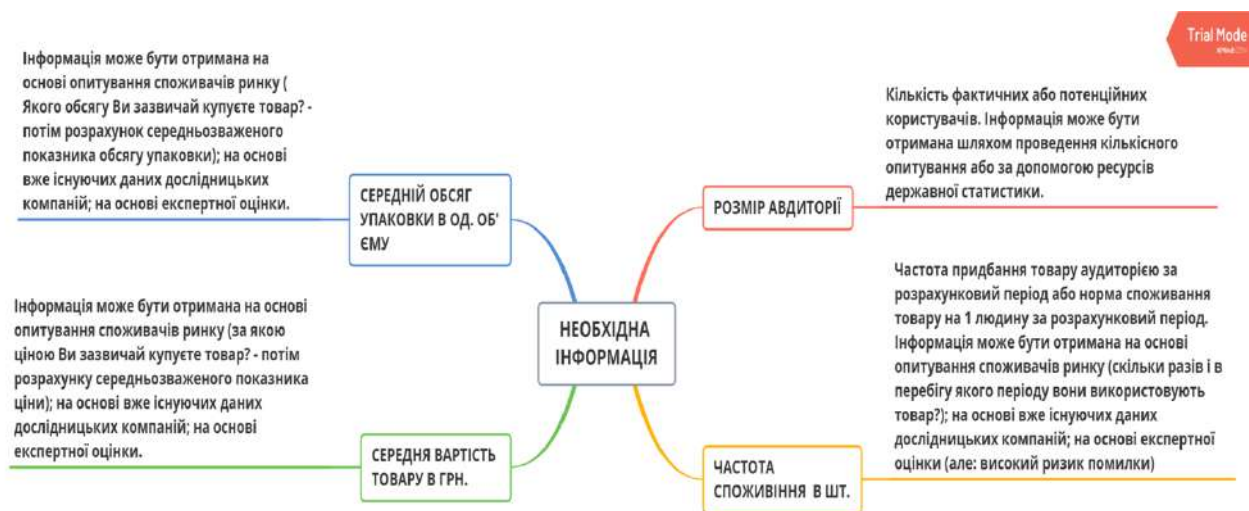 Trial Mode
Інформація може бути отримана на
основі опитування споживачів ринку (
Якого обсягу Ви зазвичай купуєте товар? -
потім розрахунок середньозваженого
показника обсягу упаковки); на основі
вже існуючих даних дослідницьких
компаній; на основі експертної оцінки.
СЕРЕДНІЙ ОБСЯГ
УПАКОВКИ В ОД. ОБ'
ЄМУ
Кількість фактичних або потенційних
користувачів. Інформація може бути
отримана шляхом проведення кількісного
опитування або за допомогою ресурсів
державної статистики.
РОЗМІР АВДИТОРІЇ
НЕОБХІДНА
ІНФОРМАЦІЯ
Інформація може бути отримана на основі
опитування споживачів ринку (за якою
ціною Ви зазвичай купуєте товар? - потім
розрахунку середньозваженого показника
ціни); на основі вже існуючих даних
дослідницьких компаній; на основі
експертної оцінки.
СЕРЕДНЯ ВАРТІСТЬ
ТОВАРУ В ГРН.
Частота придбання товару аудиторією за
розрахунковий період або норма споживання
товару на 1 людину за розрахунковий період.
Інформація може бути отримана на основі
опитування споживачів ринку (скільки разів і в
перебігу якого періоду вони використовують
товар?); на основі вже існуючих даних
дослідницьких компаній; на основі експертної
оцінки (але: високий ризик помилки)
ЧАСТОТА
СПОЖИВІННЯ В ШТ.